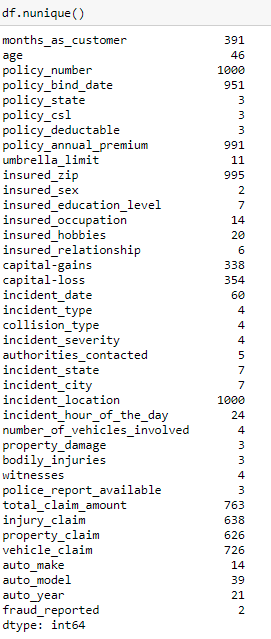 df.nunique()
months_as_customer 391
age 46
policy_number 1000
policy_bind_date 951
policy_state 3
policy_csl 3
policy_deductable 3
policy_annual_premium 991
umbrella_limit 11
insured_zip 995
insured_sex 2
insured_education_level 7
insured_occupation 14
insured_hobbies 20
insured_relationship 6
capital-gains 338
capital-loss 354
incident_date 60
incident_type 4
collision_type 4
incident_severity 4
authorities_contacted 5
incident_state 7
incident_city 7
incident_location 1000
incident_hour_of_the_day 24
number_of_vehicles_involved 4
property_damage 3
bodily_injuries 3
witnesses 4
police_report_available 3
total_claim_amount 763
injury_claim 638
property_claim 626
vehicle_claim 726
auto_make 14
auto_model 39
auto_year 21
fraud_reported 2
dtype: int64